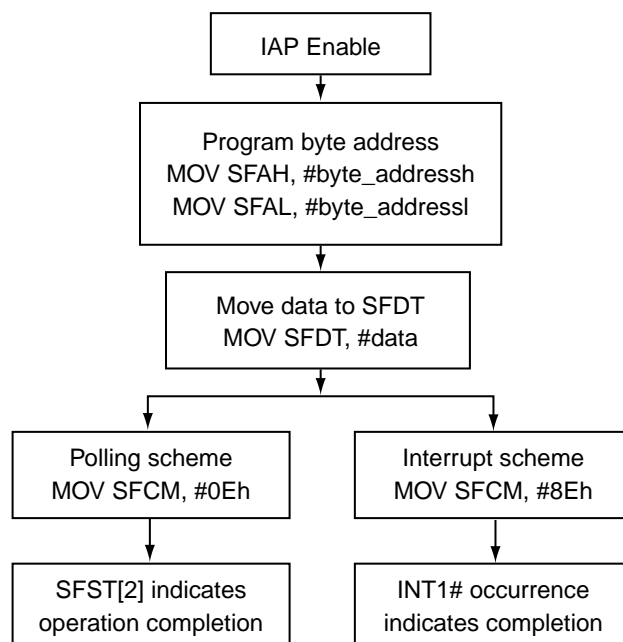 IAP Enable
Program byte address
MOV SFAH, #byte_addressh
MOV SFAL, #byte_addressl
Move data to SFDT
MOV SFDT, #data
Polling scheme
MOV SFCM, #0Eh
Interrupt scheme
MOV SFCM, #8Eh
SFST[2] indicates
operation completion
INT1# occurrence
indicates completion